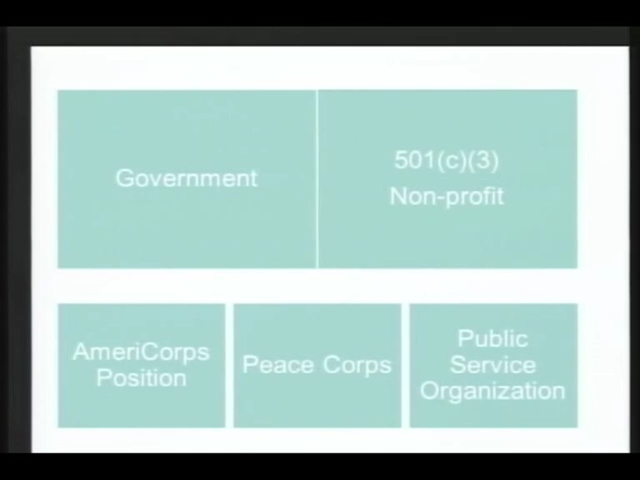 Government
501(c)(3)
Non-profit
AmeriCorps
Position
Peace Corps
Public
Service
Organization